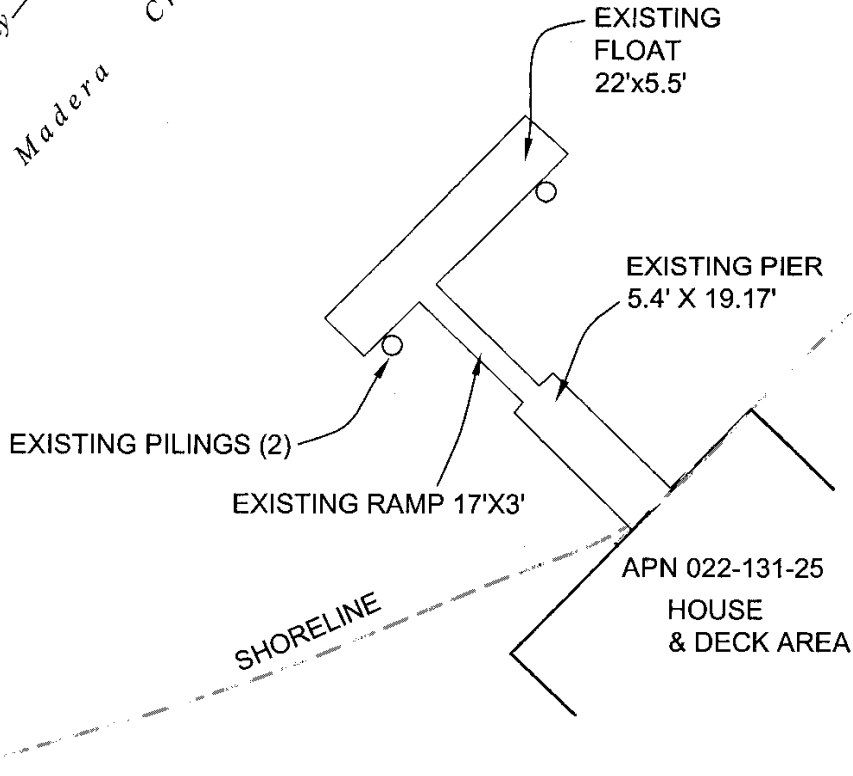 Madera
EXISTING
FLOAT
22'x5.5'
EXISTING PIER
5.4' X 19.17'
EXISTING PILINGS (2)
EXISTING RAMP 17'X3'
SHORELINE
APN 022-131-25
HOUSE
& DECK AREA